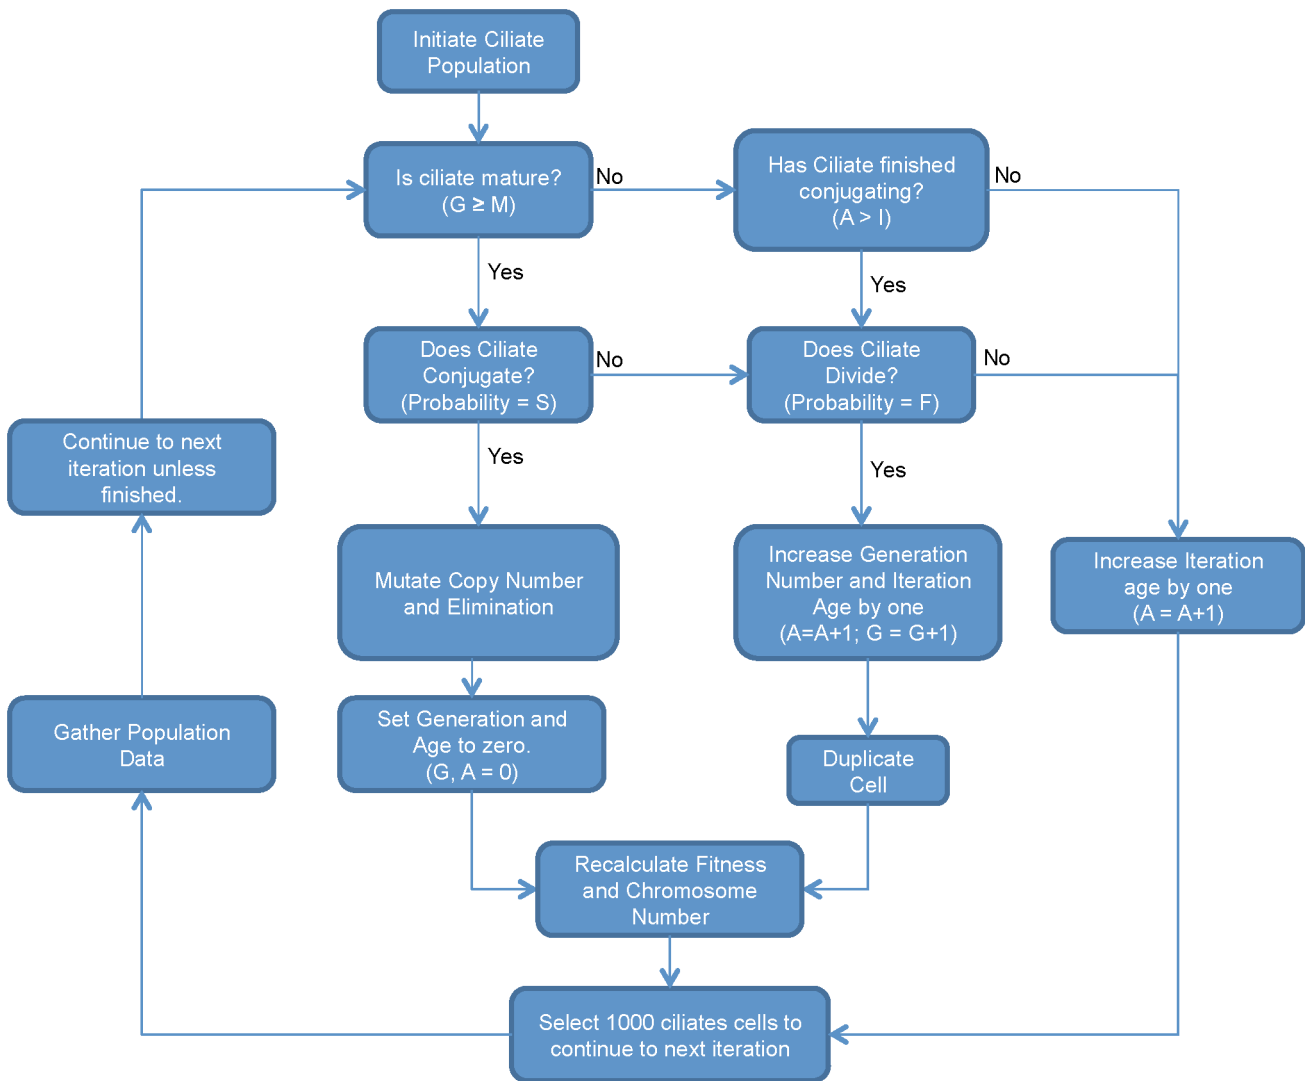 Initiate Ciliate
Population
Is ciliate mature?
(G ≥ M)
No
Has Ciliate finished
conjugating?
(A > I)
No
Yes
Yes
Does Ciliate
Conjugate?
(Probability = S)
No
Does Ciliate
Divide?
(Probability = F)
No
Continue to next
iteration unless
finished.
Yes
Yes
Mutate Copy Number
and Elimination
Increase Generation
Number and Iteration
Age by one
(A=A+1; G = G+1)
Increase Iteration
age by one
(A = A+1)
Gather Population
Data
Set Generation and
Age to zero.
(G, A = 0)
Duplicate
Cell
Recalculate Fitness
and Chromosome
Number
Select 1000 ciliates cells to
continue to next iteration